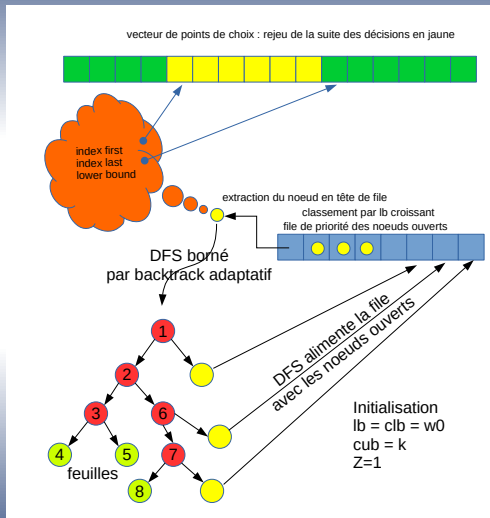 vecteur de points de choix : rejeu de la suite des décisions en jaune
index first
index last
lower bound
extraction du noeud en tête de file
classement par lb croissant
file de priorité des noeuds ouverts
DFS borné
par backtrack adaptatif
DFS alimente la file
avec les noeuds ouverts
1
2
3
6
4
5
7
feuilles
8
Initialisation
lb = clb = w0
cub = k
Z=1